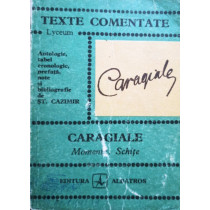 TEXTE COMENTATE
Lyceum
Antologie,
tabel
cronologic,
prefață,
note
și
bibliografie
de
ȘT. CAZIMIR
Caragiale
CARAGIALE
Momente. Schițe
EDITURA ALBATROS